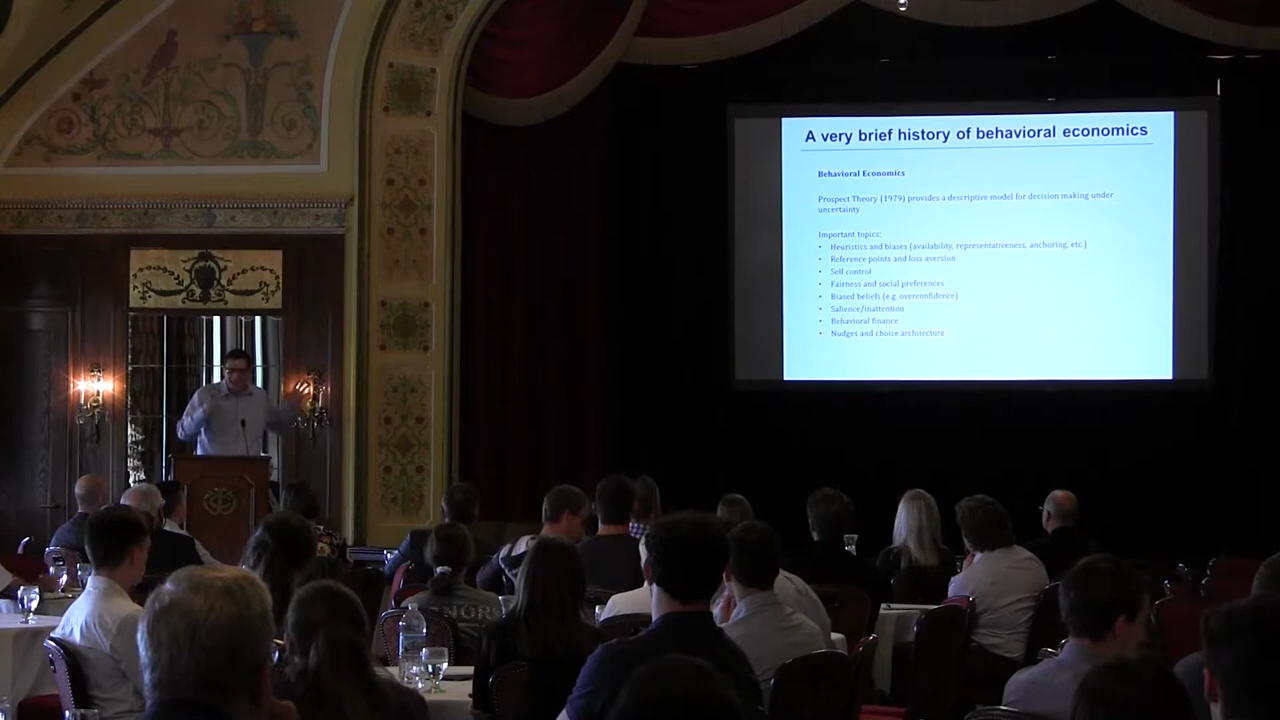 A very brief history of behavioral economics
Behavioral Economics
Prospect Theory (1979) provides a descriptive model for decision making under
uncertainty
Important topics:
• Heuristics and biases (availability, representativeness, anchoring, etc.)
• Reference points and loss aversion
• Self control
• Fairness and social preferences
• Biased beliefs (e.g. overconfidence)
• Salience/inattention
• Behavioral finance
• Nudges and choice architecture